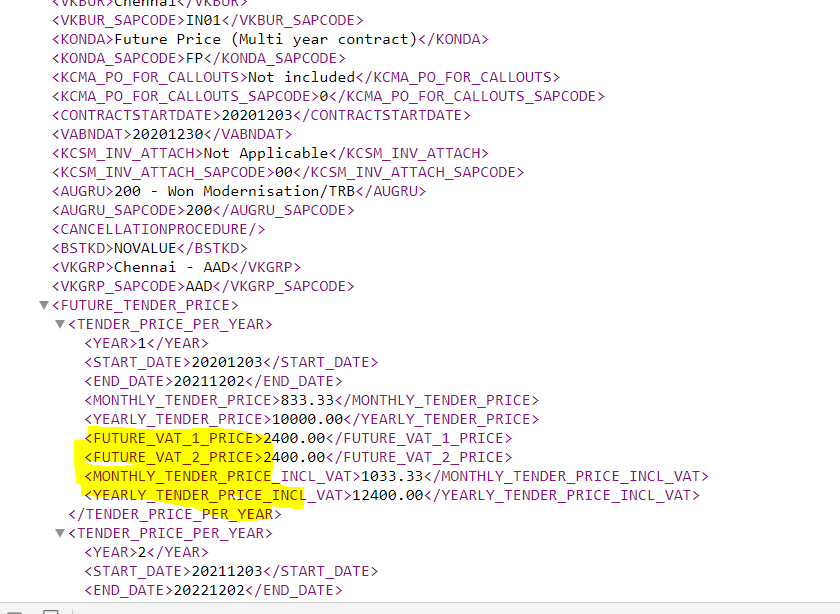 <VKBUR>Chennai</VKBUR>
<VKBUR_SAPCODE>IN01</VKBUR_SAPCODE>
<KONDA>Future Price (Multi year contract)</KONDA>
<KONDA_SAPCODE>FP</KONDA_SAPCODE>
<KCMA_PO_FOR_CALLOUTS>Not included</KCMA_PO_FOR_CALLOUTS>
<KCMA_PO_FOR_CALLOUTS_SAPCODE>0</KCMA_PO_FOR_CALLOUTS_SAPCODE>
<CONTRACTSTARTDATE>20201203</CONTRACTSTARTDATE>
<VABNDAT>20201230</VABNDAT>
<KCSM_INV_ATTACH>Not Applicable</KCSM_INV_ATTACH>
<KCSM_INV_ATTACH_SAPCODE>00</KCSM_INV_ATTACH_SAPCODE>
<AUGRU>200 - Won Modernisation/TRB</AUGRU>
<AUGRU_SAPCODE>200</AUGRU_SAPCODE>
<CANCELLATIONPROCEDURE/>
<BSTKD>NOVALUE</BSTKD>
<VKGRP>Chennai - AAD</VKGRP>
<VKGRP_SAPCODE>AAD</VKGRP_SAPCODE>
<FUTURE_TENDER_PRICE>
<TENDER_PRICE_PER_YEAR>
<YEAR>1</YEAR>
<START_DATE>20201203</START_DATE>
<END_DATE>20211202</END_DATE>
<MONTHLY_TENDER_PRICE>833.33</MONTHLY_TENDER_PRICE>
<YEARLY_TENDER_PRICE>10000.00</YEARLY_TENDER_PRICE>
<FUTURE_VAT_1_PRICE>2400.00</FUTURE_VAT_1_PRICE>
<FUTURE_VAT_2_PRICE>2400.00</FUTURE_VAT_2_PRICE>
<MONTHLY_TENDER_PRICE_INCL_VAT>1033.33</MONTHLY_TENDER_PRICE_INCL_VAT>
<YEARLY_TENDER_PRICE_INCL_VAT>12400.00</YEARLY_TENDER_PRICE_INCL_VAT>
</TENDER_PRICE_PER_YEAR>
<TENDER_PRICE_PER_YEAR>
<YEAR>2</YEAR>
<START_DATE>20211203</START_DATE>
<END_DATE>20221202</END_DATE>